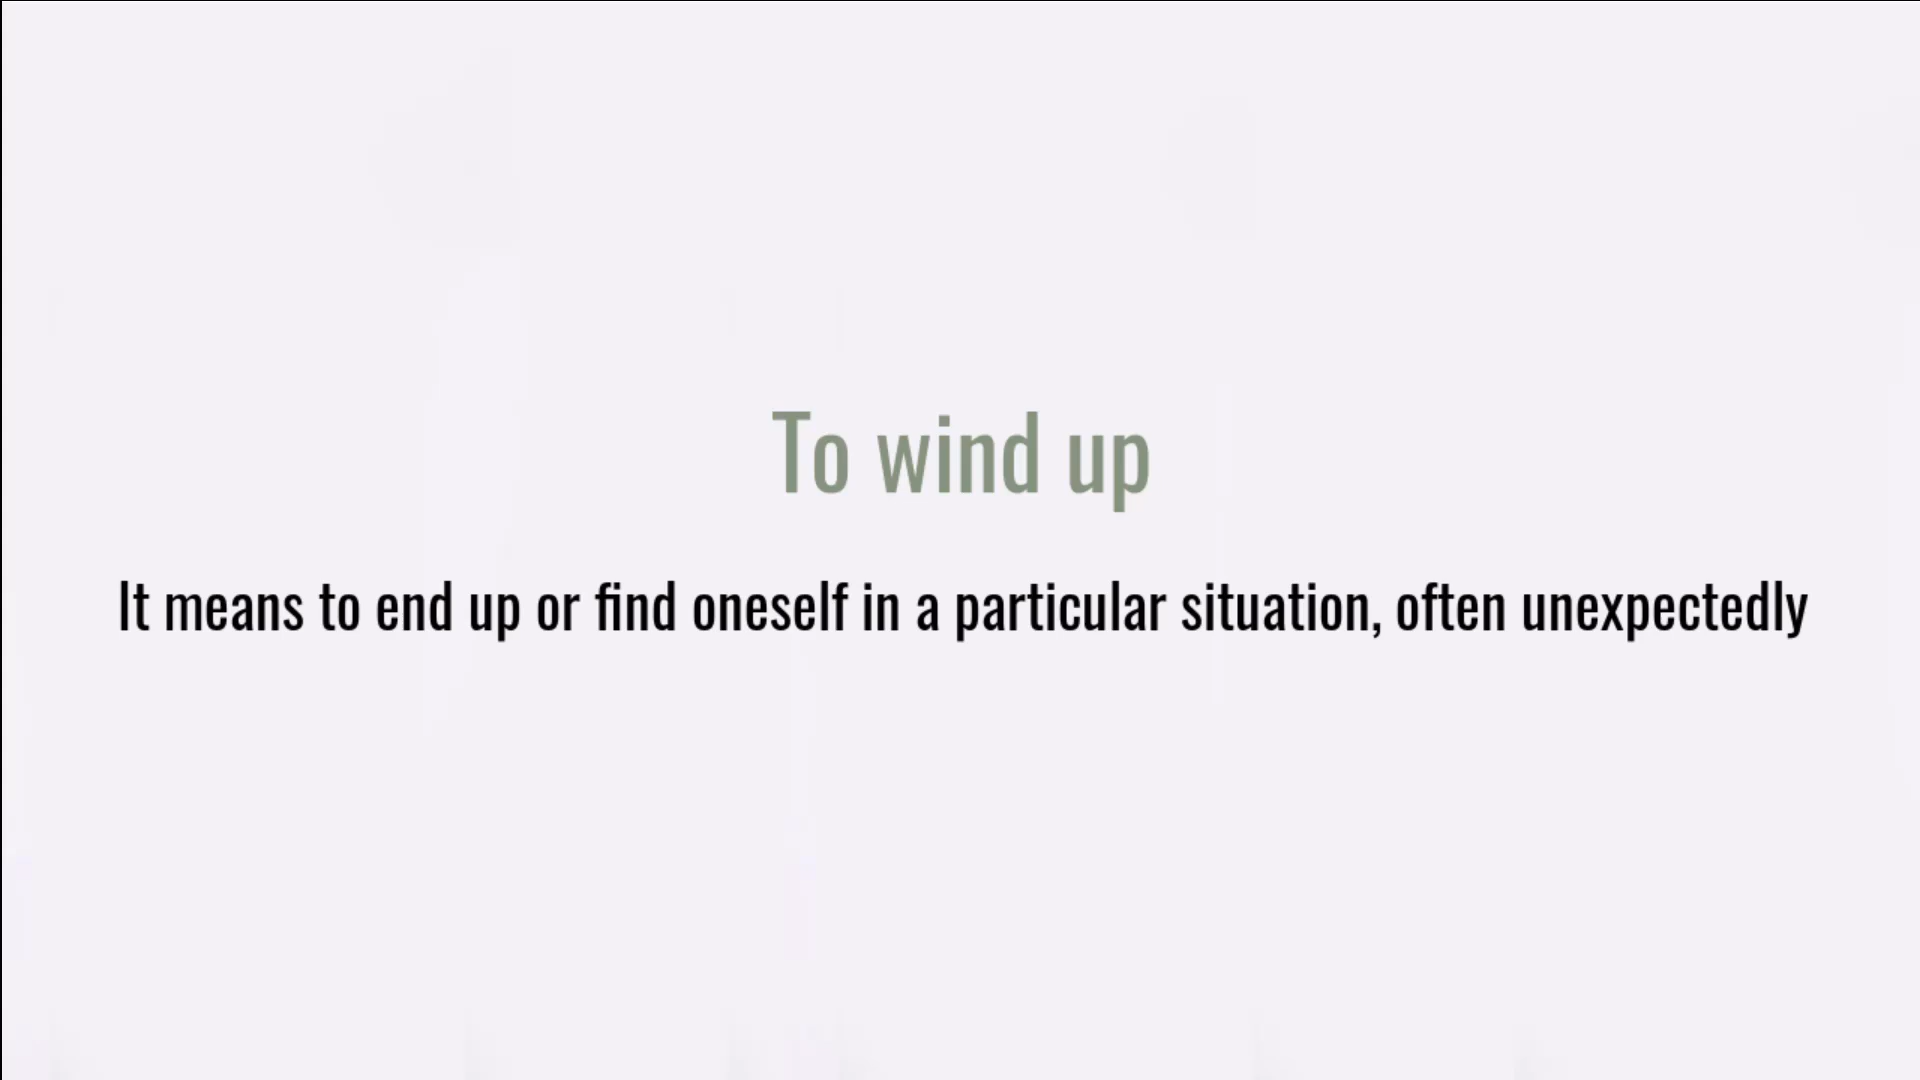 To wind up
It means to end up or find oneself in a particular situation, often unexpectedly